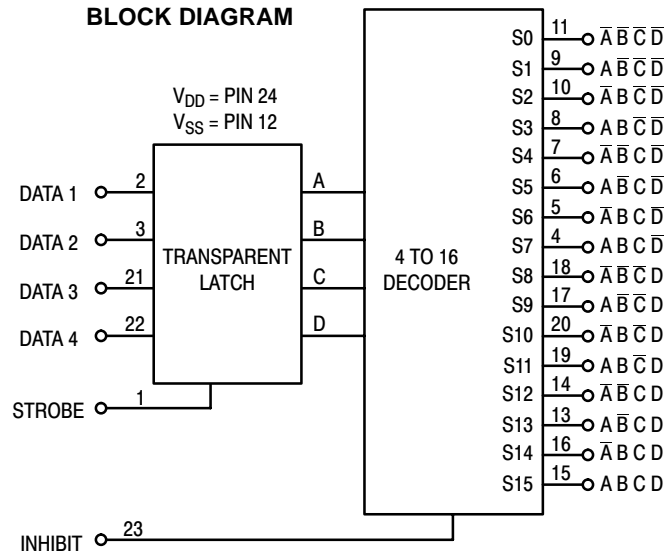 BLOCK DIAGRAM
V_DD = PIN 24
V_SS = PIN 12
DATA 1 2 A
DATA 2 3 B
DATA 3 21 C
DATA 4 22 D
TRANSPARENT
LATCH
STROBE 1
INHIBIT 23
4 TO 16
DECODER
S0 11 A̅ B̅ C̅ D̅
S1 9 A B̅ C̅ D̅
S2 10 A̅ B C̅ D̅
S3 8 A B C̅ D̅
S4 7 A̅ B̅ C D̅
S5 6 A B̅ C D̅
S6 5 A̅ B C D̅
S7 4 A B C D̅
S8 18 A̅ B̅ C̅ D
S9 17 A B̅ C̅ D
S10 20 A̅ B C̅ D
S11 19 A B C̅ D
S12 14 A̅ B̅ C D
S13 13 A B̅ C D
S14 16 A̅ B C D
S15 15 A B C D